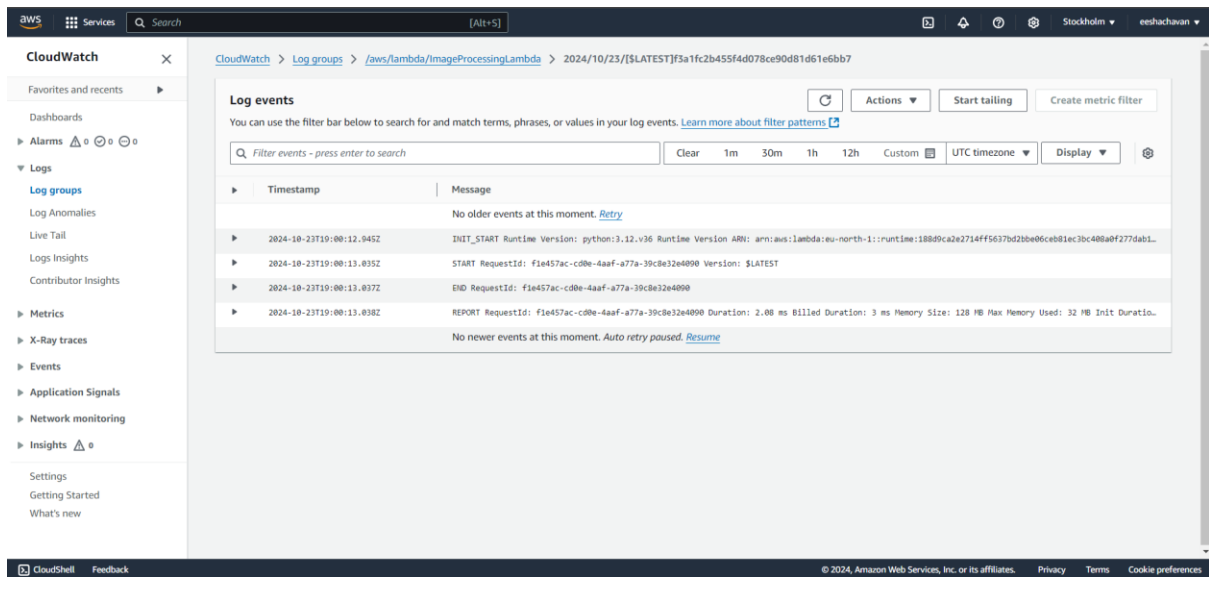 aws Services Search [Alt+S] Stockholm ▼ eeshachavan ▼
CloudWatch
Favorites and recents
Dashboards
Alarms 0 0 0
Logs
Log groups
Log Anomalies
Live Tail
Logs Insights
Contributor Insights
Metrics
X-Ray traces
Events
Application Signals
Network monitoring
Insights 0
Settings
Getting Started
What's new
CloudWatch > Log groups > /aws/lambda/ImageProcessingLambda > 2024/10/23/[$LATEST]f3a1fc2b455f4d078ce90d81d61e6bb7
Log events
Actions ▼ Start tailing Create metric filter
You can use the filter bar below to search for and match terms, phrases, or values in your log events. Learn more about filter patterns
Filter events - press enter to search Clear 1m 30m 1h 12h Custom UTC timezone ▼ Display ▼
Timestamp Message
No older events at this moment. Retry
2024-10-23T19:00:12.945Z INIT_START Runtime Version: python:3.12.v36 Runtime Version ARN: arn:aws:lambda:eu-north-1::runtime:188d9ca2e2714ff5637bd2bbe06ceb81ec3bc408a0f277dab1…
2024-10-23T19:00:13.035Z START RequestId: f1e457ac-cd0e-4aaf-a77a-39c8e32e4090 Version: $LATEST
2024-10-23T19:00:13.037Z END RequestId: f1e457ac-cd0e-4aaf-a77a-39c8e32e4090
2024-10-23T19:00:13.038Z REPORT RequestId: f1e457ac-cd0e-4aaf-a77a-39c8e32e4090 Duration: 2.08 ms Billed Duration: 3 ms Memory Size: 128 MB Max Memory Used: 32 MB Init Duratio…
No newer events at this moment. Auto retry paused. Resume
CloudShell Feedback © 2024, Amazon Web Services, Inc. or its affiliates. Privacy Terms Cookie preferences